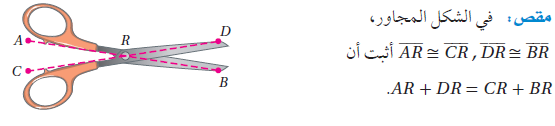 مقص: في الشكل المجاور،
AR ≅ CR , DR ≅ BR أثبت أن
AR + DR = CR + BR.
A
R
D
C
B